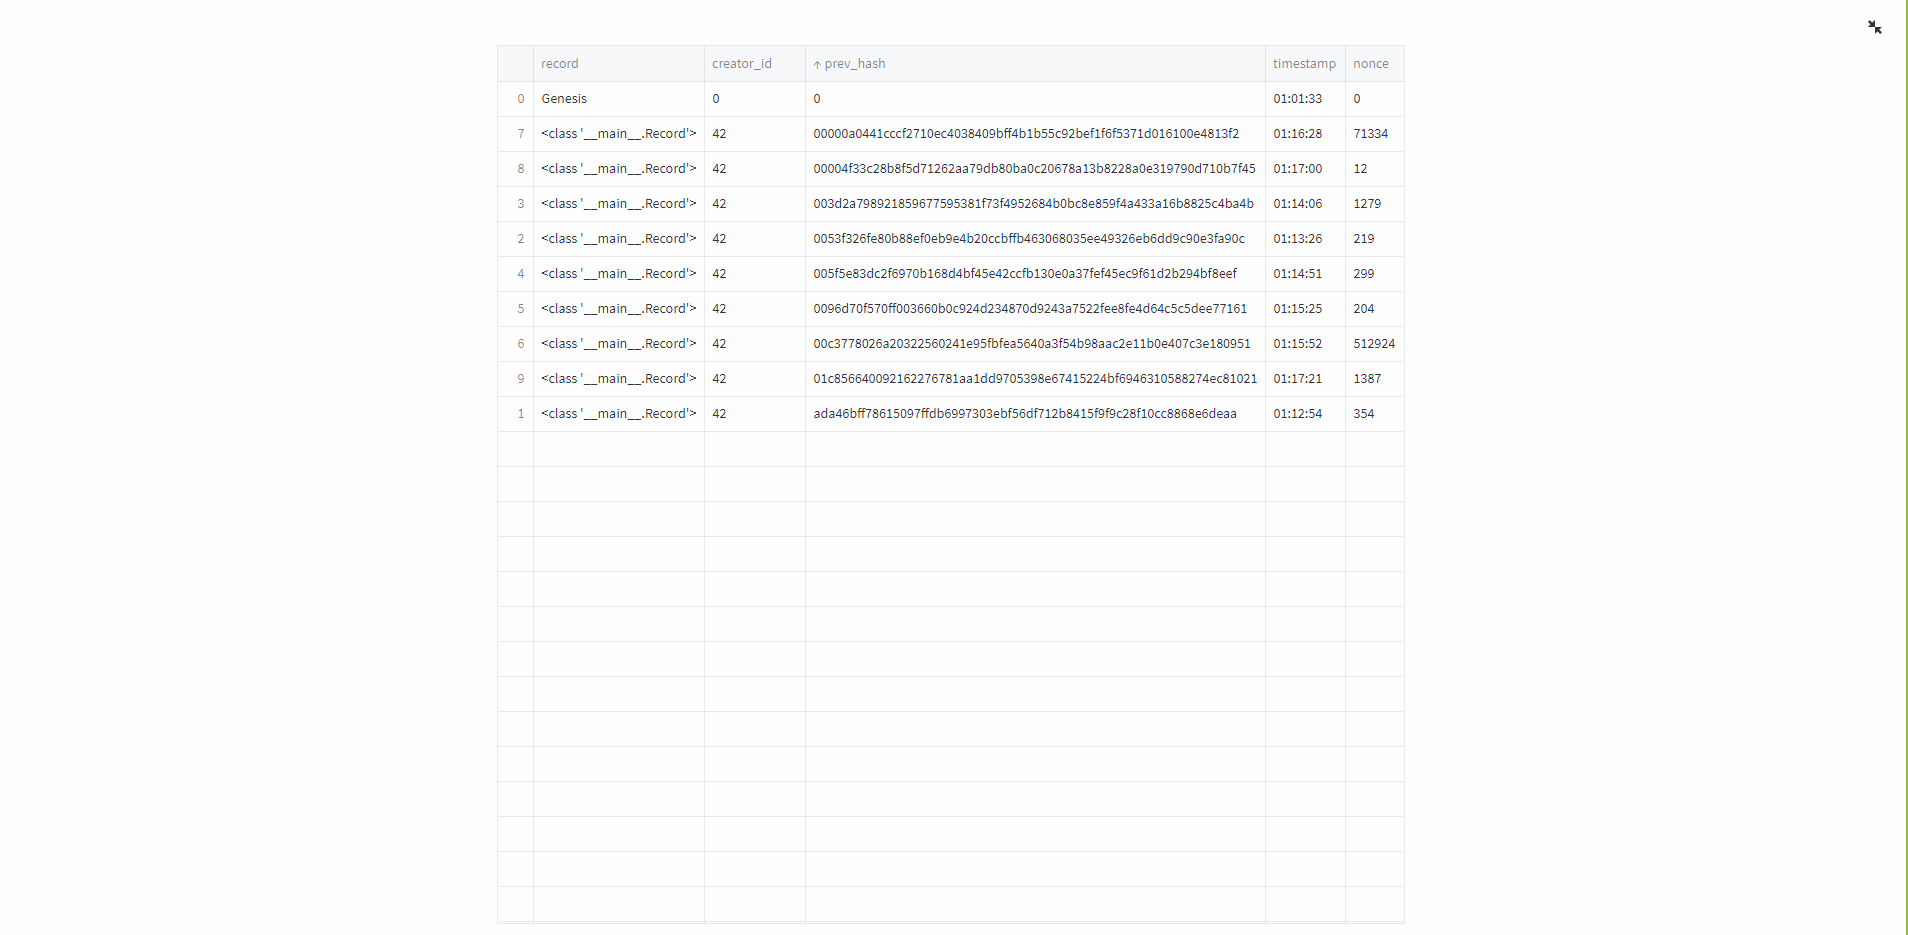 record creator_id ↑ prev_hash timestamp nonce
0 Genesis 0 0 01:01:33 0
7 <class '__main__.Record'> 42 00000a0441cccf2710ec4038409bff4b1b55c92bef1f6f5371d016100e4813f2 01:16:28 71334
8 <class '__main__.Record'> 42 00004f33c28b8f5d71262aa79db80ba0c20678a13b8228a0e319790d710b7f45 01:17:00 12
3 <class '__main__.Record'> 42 003d2a798921859677595381f73f4952684b0bc8e859f4a433a16b8825c4ba4b 01:14:06 1279
2 <class '__main__.Record'> 42 0053f326fe80b88ef0eb9e4b20ccbffb463068035ee49326eb6dd9c90e3fa90c 01:13:26 219
4 <class '__main__.Record'> 42 005f5e83dc2f6970b168d4bf45e42ccfb130e0a37fef45ec9f61d2b294bf8eef 01:14:51 299
5 <class '__main__.Record'> 42 0096d70f570ff003660b0c924d234870d9243a7522fee8fe4d64c5c5dee77161 01:15:25 204
6 <class '__main__.Record'> 42 00c3778026a20322560241e95fbfea5640a3f54b98aac2e11b0e407c3e180951 01:15:52 512924
9 <class '__main__.Record'> 42 01c856640092162276781aa1dd9705398e67415224bf6946310588274ec81021 01:17:21 1387
1 <class '__main__.Record'> 42 ada46bff78615097ffdb6997303ebf56df712b8415f9f9c28f10cc8868e6deaa 01:12:54 354